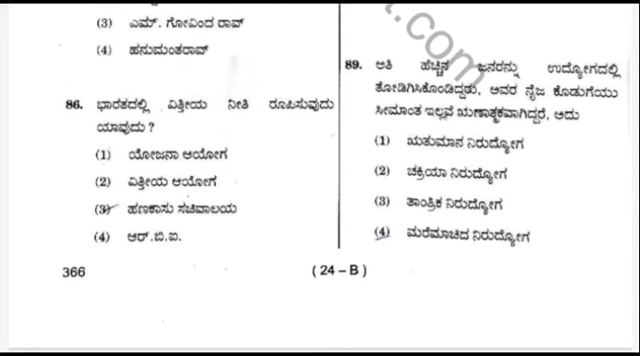 (3) ಎಮ್. ಗೋವಿಂದ ರಾವ್
(4) ಹನುಮಂತರಾವ್
86. ಭಾರತದಲ್ಲಿ ವಿತ್ತೀಯ ನೀತಿ ರೂಪಿಸುವುದು
ಯಾವುದು ?
(1) ಯೋಜನಾ ಆಯೋಗ
(2) ವಿತ್ತೀಯ ಆಯೋಗ
(3) ಹಣಕಾಸು ಸಚಿವಾಲಯ
(4) ಆರ್.ಬಿ.ಐ.
89. ಅತಿ ಹೆಚ್ಚಿನ ಜನರನ್ನು ಉದ್ಯೋಗದಲ್ಲಿ
ತೋಡಿಗಿಸಿಕೊಂಡಿದ್ದು, ಅವರ ನೈಜ ಕೊಡುಗೆಯು
ಸೀಮಾಂತ ಇಲ್ಲವೆ ಋಣಾತ್ಮಕವಾಗಿದ್ದರೆ, ಅದು
(1) ಋತುಮಾನ ನಿರುದ್ಯೋಗ
(2) ಚಕ್ರಿಯಾ ನಿರುದ್ಯೋಗ
(3) ತಾಂತ್ರಿಕ ನಿರುದ್ಯೋಗ
(4) ಮರೆಮಾಚಿದ ನಿರುದ್ಯೋಗ
366
( 24 – B )
.com